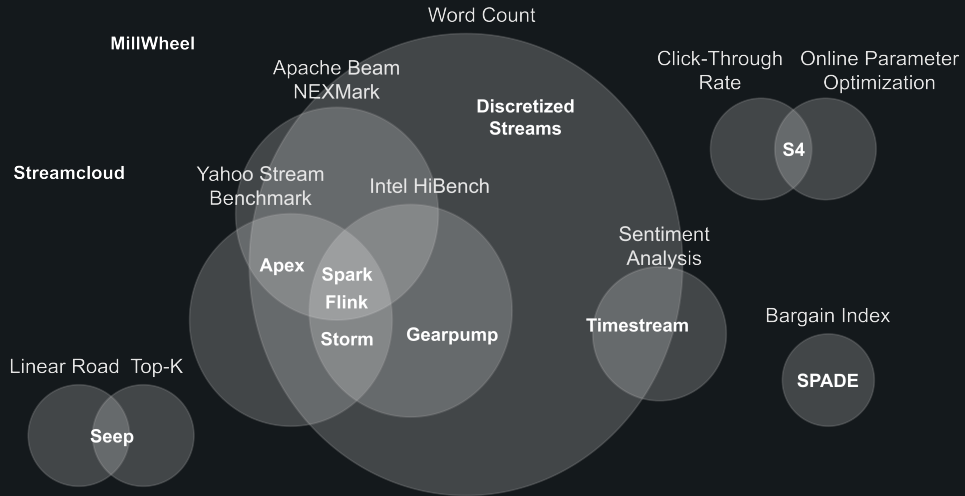 Word Count
MillWheel
Apache Beam
NEXMark
Click-Through
Rate
Online Parameter
Optimization
Discretized
Streams
S4
Streamcloud
Yahoo Stream
Benchmark
Intel HiBench
Sentiment
Analysis
Apex
Spark
Flink
Storm
Gearpump
Timestream
Bargain Index
SPADE
Linear Road
Top-K
Seep